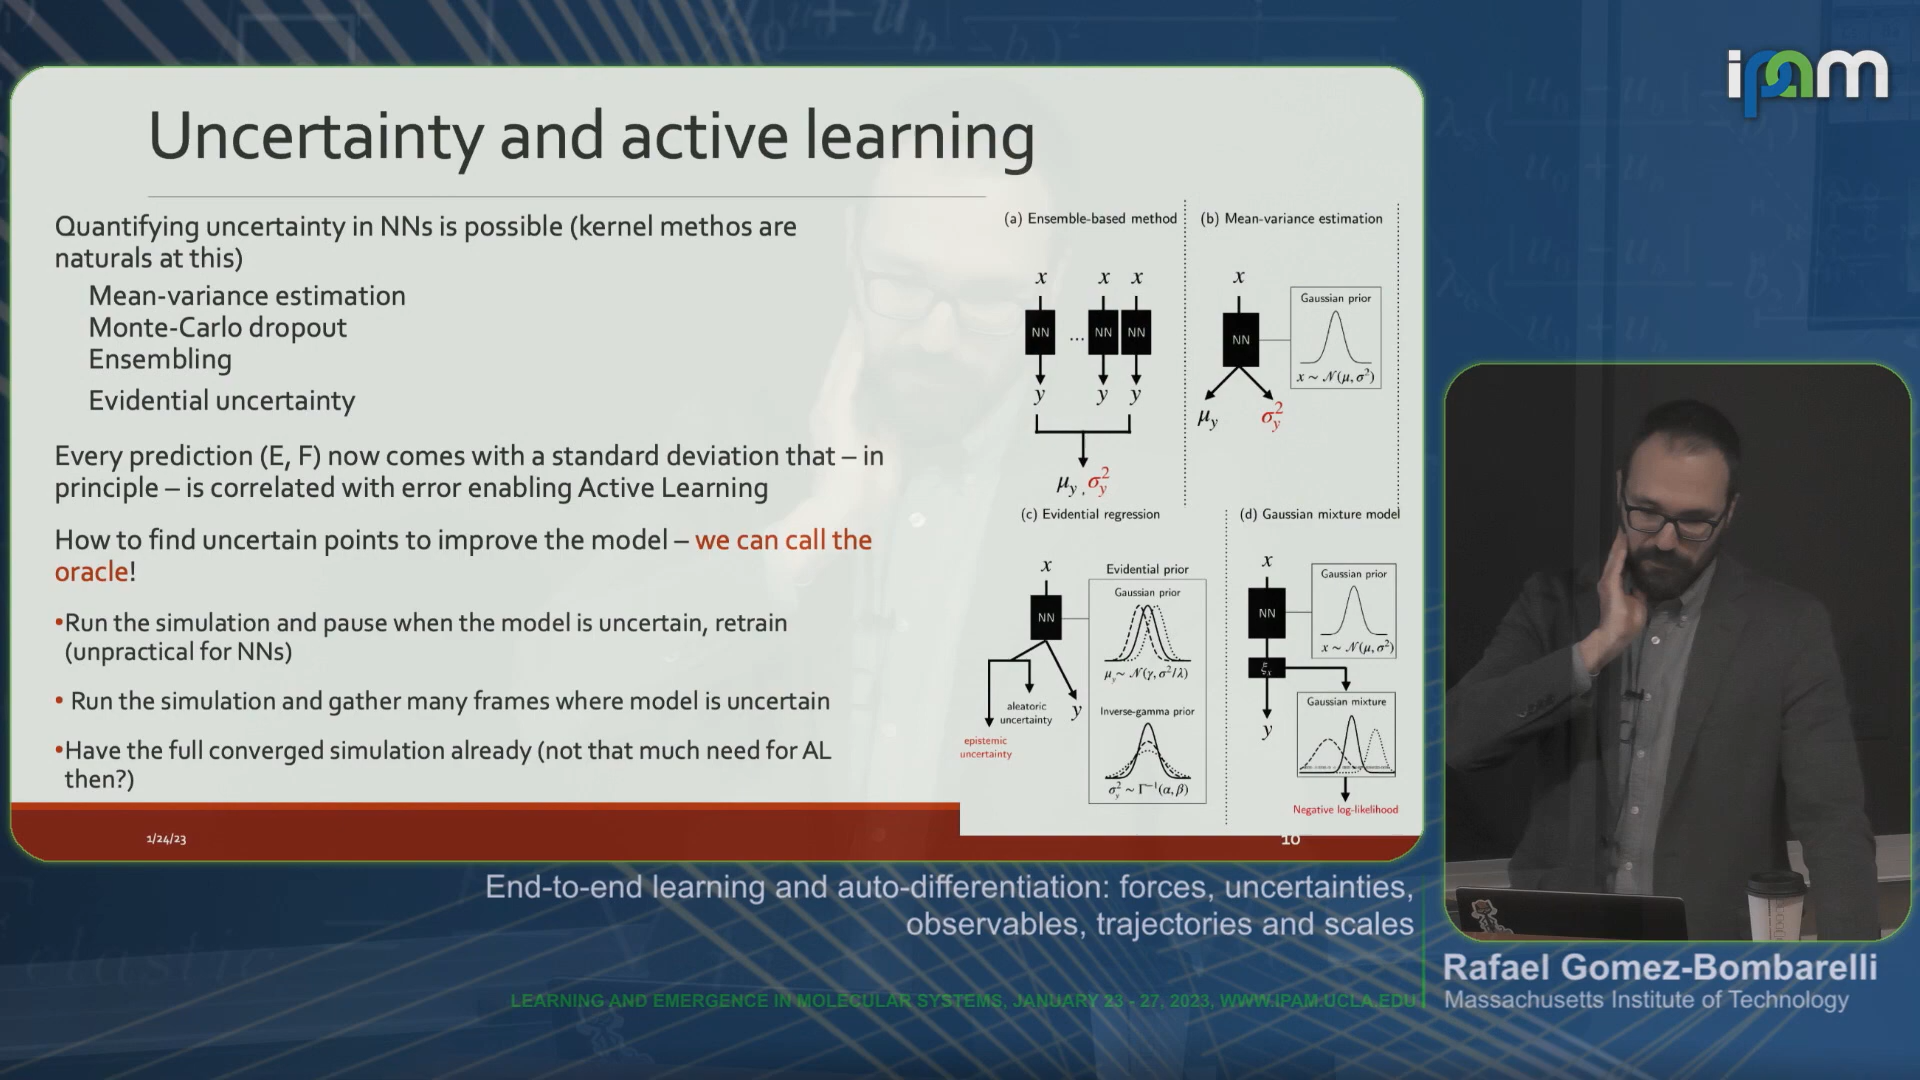 ipam
Uncertainty and active learning
Quantifying uncertainty in NNs is possible (kernel methos are
naturals at this)
Mean-variance estimation
Monte-Carlo dropout
Ensembling
Evidential uncertainty
Every prediction (E, F) now comes with a standard deviation that – in
principle – is correlated with error enabling Active Learning
How to find uncertain points to improve the model – we can call the
oracle!
•Run the simulation and pause when the model is uncertain, retrain
(unpractical for NNs)
• Run the simulation and gather many frames where model is uncertain
•Have the full converged simulation already (not that much need for AL
then?)
(a) Ensemble-based method
x x x
NN ... NN NN
y y y
μy , σ²y
(b) Mean-variance estimation
x
NN
Gaussian prior
x ~ 𝒩(μ, σ²)
μy σ²y
(c) Evidential regression
x
NN
Evidential prior
Gaussian prior
μy ~ 𝒩(γ, σ²/λ)
aleatoric
uncertainty
y
epistemic
uncertainty
Inverse-gamma prior
σ²y ~ Γ⁻¹(α, β)
(d) Gaussian mixture model
x
NN
Gaussian prior
x ~ 𝒩(μ, σ²)
ξx
y
Gaussian mixture
Negative log-likelihood
1/24/23
10
End-to-end learning and auto-differentiation: forces, uncertainties,
observables, trajectories and scales
LEARNING AND EMERGENCE IN MOLECULAR SYSTEMS, JANUARY 23 - 27, 2023, WWW.IPAM.UCLA.EDU
Rafael Gomez-Bombarelli
Massachusetts Institute of Technology